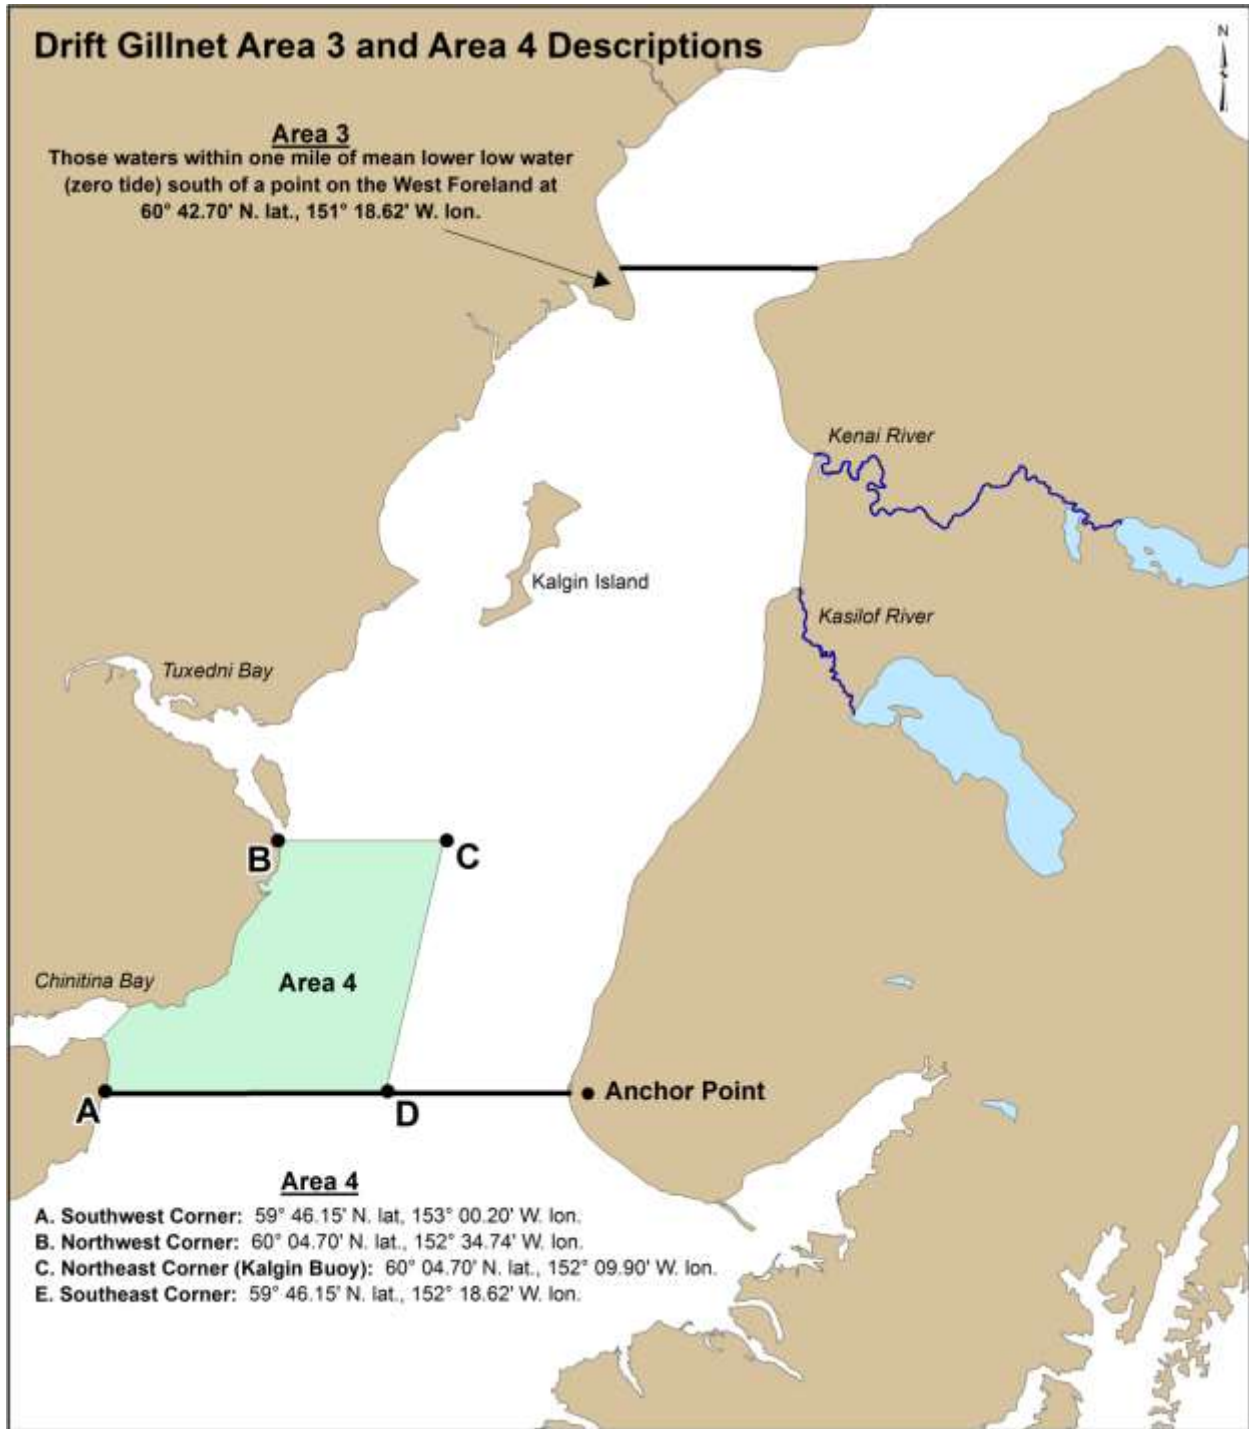 Drift Gillnet Area 3 and Area 4 Descriptions
N
Area 3
Those waters within one mile of mean lower low water
(zero tide) south of a point on the West Foreland at
60° 42.70' N. lat., 151° 18.62' W. lon.
Kenai River
Kalgin Island
Kasilof River
Tuxedni Bay
B
C
Chinitina Bay
Area 4
A
D
Anchor Point
Area 4
A. Southwest Corner: 59° 46.15' N. lat, 153° 00.20' W. lon.
B. Northwest Corner: 60° 04.70' N. lat., 152° 34.74' W. lon.
C. Northeast Corner (Kalgin Buoy): 60° 04.70' N. lat., 152° 09.90' W. lon.
E. Southeast Corner: 59° 46.15' N. lat., 152° 18.62' W. lon.